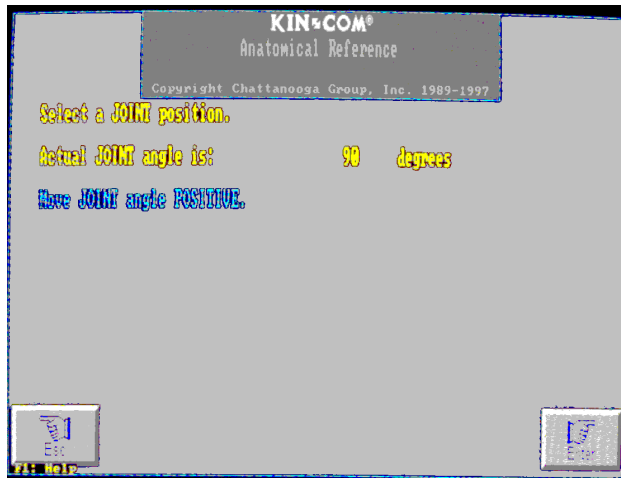 KIN-COM®
Anatomical Reference
Copyright Chattanooga Group, Inc. 1989-1997
Select a JOINT position.
Actual JOINT angle is: 90 degrees
Move JOINT angle POSITIVE.
Esc
F1: Help